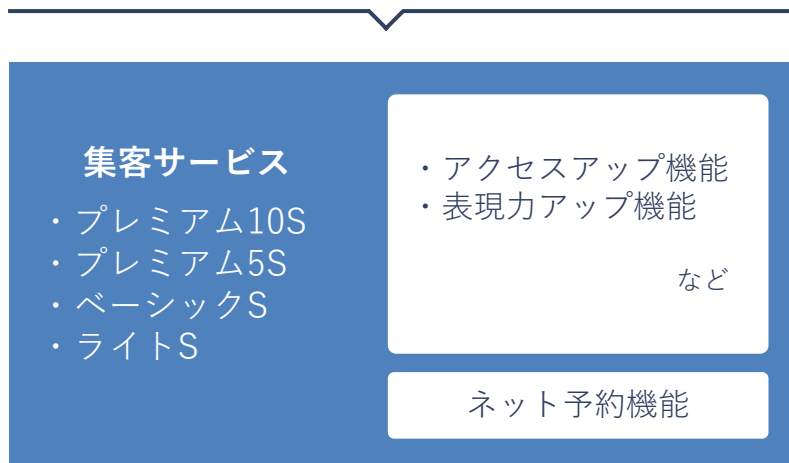 集客サービス
・プレミアム10S
・プレミアム5S
・ベーシックS
・ライトS
・アクセスアップ機能
・表現力アップ機能
など
ネット予約機能